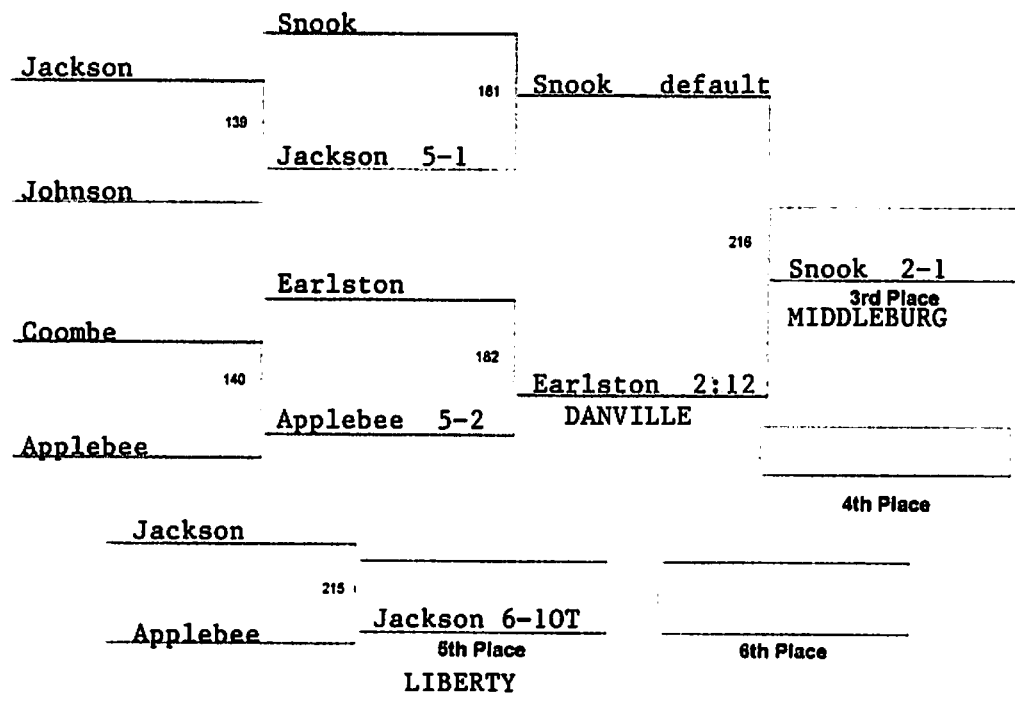 Snook
Jackson
181 Snook default
139
Jackson 5-1
Johnson
216
Earlston
Snook 2-1
3rd Place
MIDDLEBURG
Coombe
182
140
Earlston 2:12
DANVILLE
Applebee 5-2
Applebee
4th Place
Jackson
215
Jackson 6-1OT
Applebee
5th Place
6th Place
LIBERTY